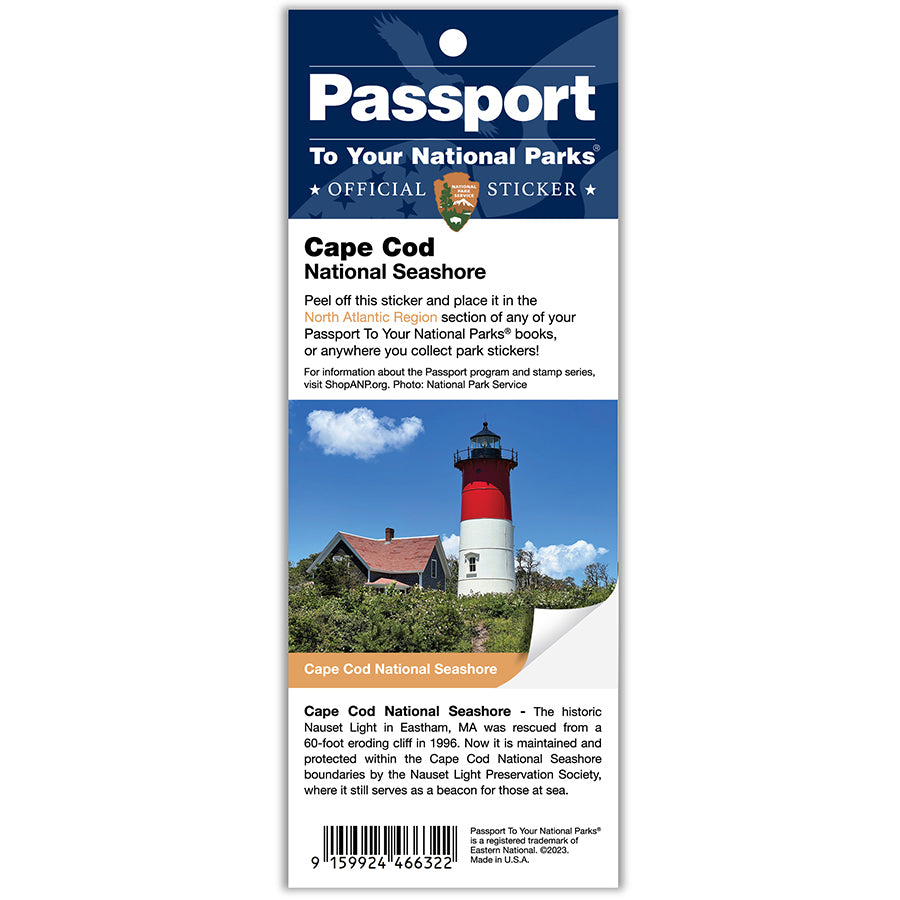 Passport
To Your National Parks®
★ OFFICIAL STICKER ★
NATIONAL
PARK
SERVICE
Cape Cod
National Seashore
Peel off this sticker and place it in the
North Atlantic Region section of any of your
Passport To Your National Parks® books,
or anywhere you collect park stickers!
For information about the Passport program and stamp series,
visit ShopANP.org. Photo: National Park Service
Cape Cod National Seashore
Cape Cod National Seashore - The historic
Nauset Light in Eastham, MA was rescued from a
60-foot eroding cliff in 1996. Now it is maintained and
protected within the Cape Cod National Seashore
boundaries by the Nauset Light Preservation Society,
where it still serves as a beacon for those at sea.
9 159924 466322
Passport To Your National Parks®
is a registered trademark of
Eastern National. ©2023.
Made in U.S.A.